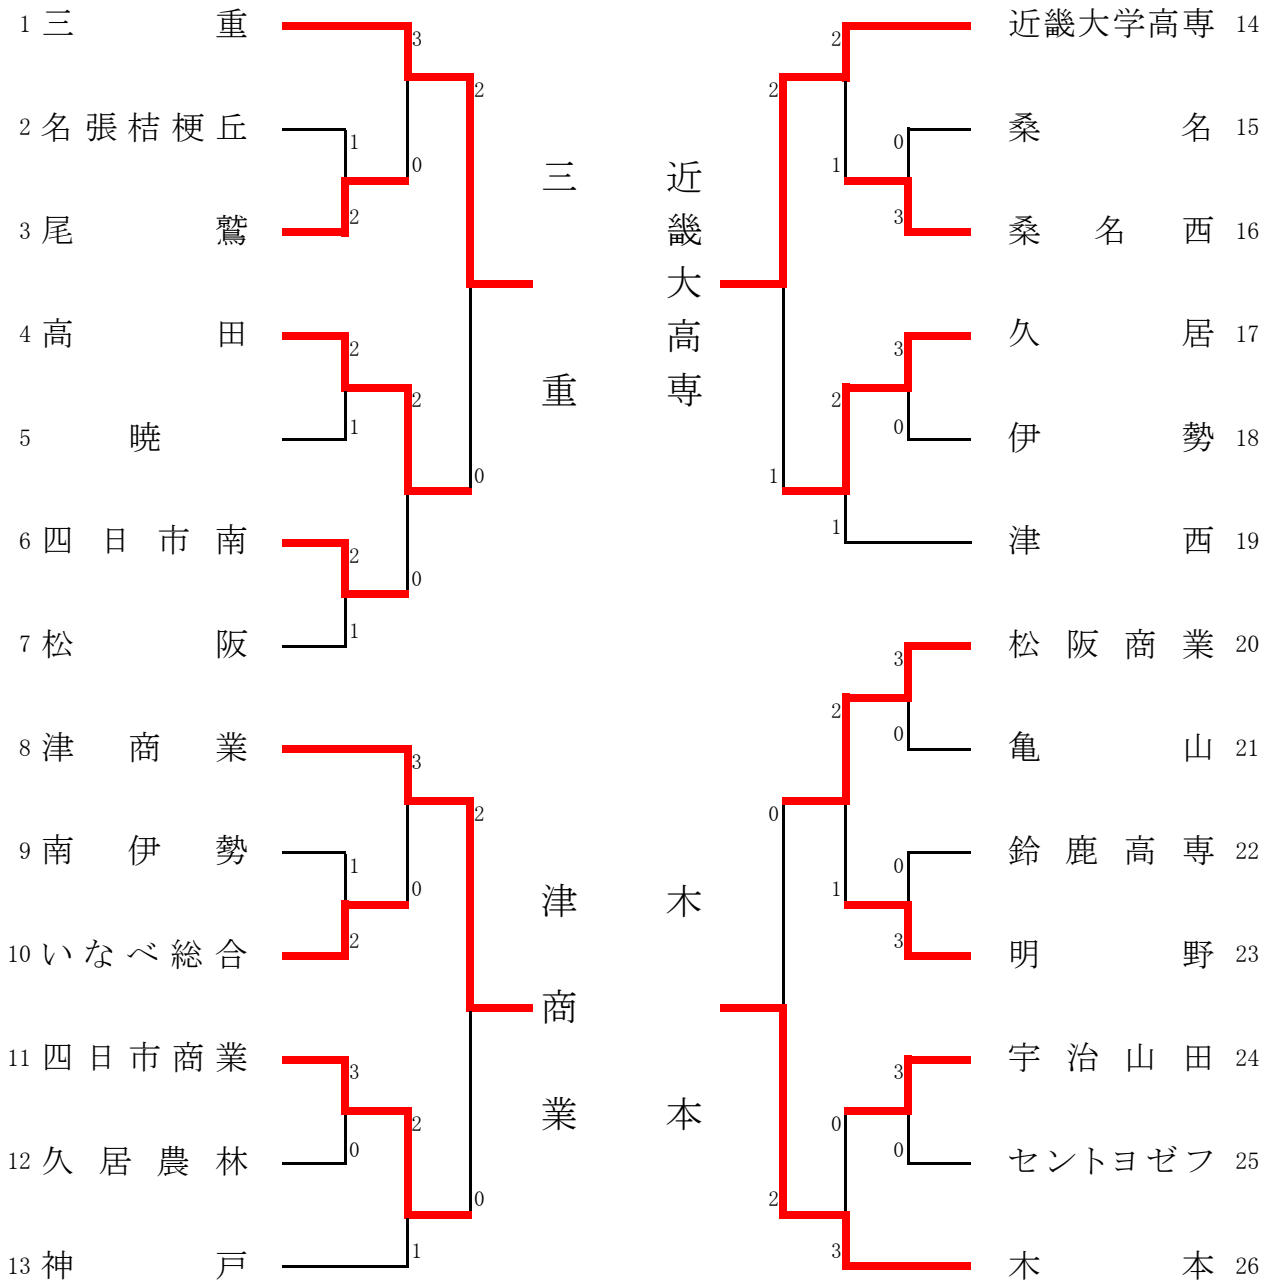 1 三重
3
2
2 名張桔梗丘
1
0
3 尾鷲
2
4 高田
2
2
5 暁
1
0
6 四日市南
2
0
7 松阪
1
8 津商業
3
2
9 南伊勢
1
0
10 いなべ総合
2
11 四日市商業
3
2
12 久居農林
0
0
13 神戸
1
三重
津商業
近畿大高専
木本
近畿大学高専 14
2
2
桑名 15
0
1
桑名西 16
3
久居 17
3
2
伊勢 18
0
1
津西 19
1
松阪商業 20
3
2
亀山 21
0
0
鈴鹿高専 22
0
1
明野 23
3
宇治山田 24
3
0
セントヨゼフ 25
0
2
木本 26
3